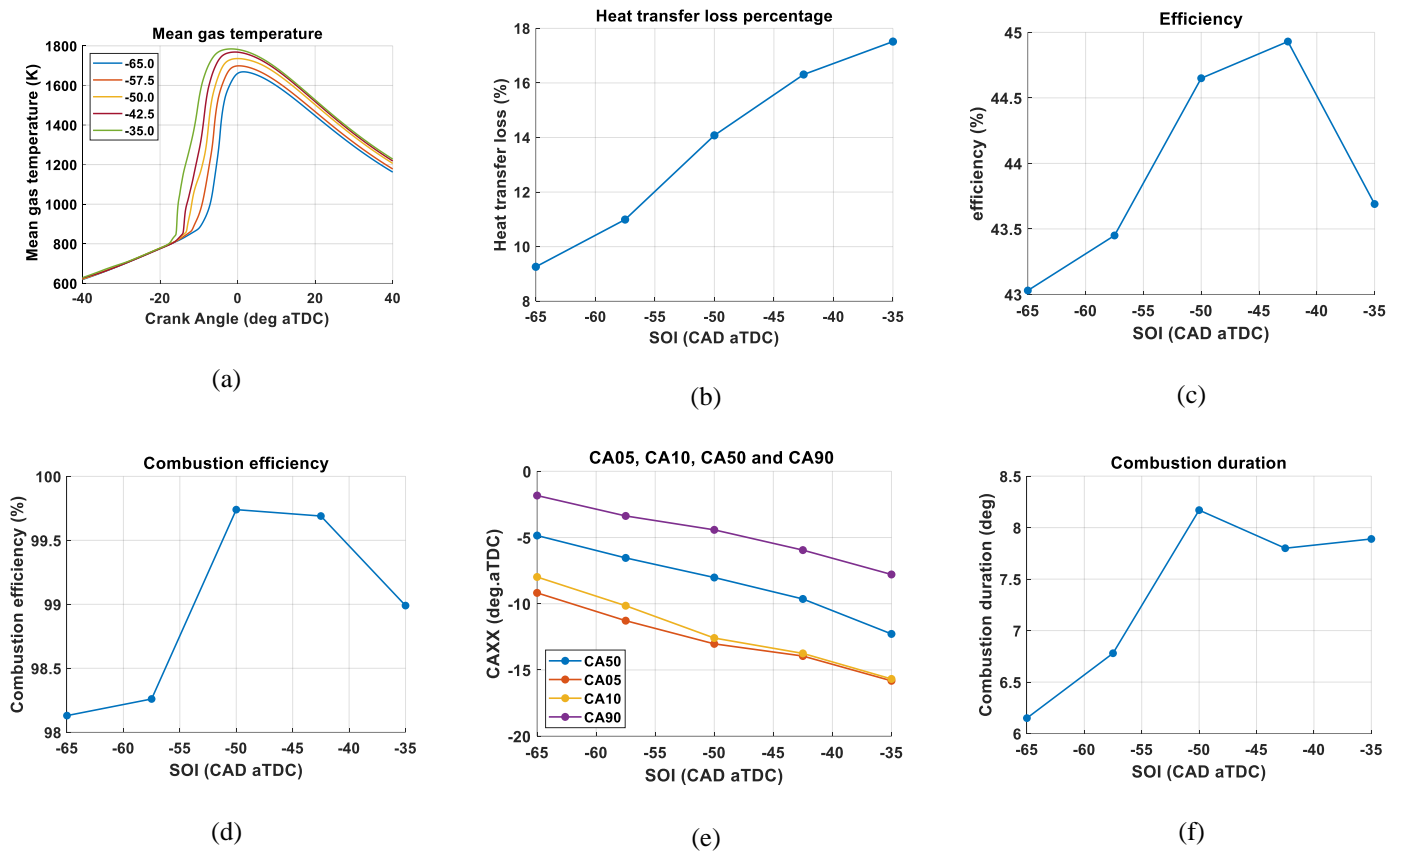 Mean gas temperature
Mean gas temperature (K)
1800
1600
1400
1200
1000
800
600
-65.0
-57.5
-50.0
-42.5
-35.0
-40
-20
0
20
40
Crank Angle (deg aTDC)
(a)
Heat transfer loss percentage
Heat transfer loss (%)
18
16
14
12
10
8
-65
-60
-55
-50
-45
-40
-35
SOI (CAD aTDC)
(b)
Efficiency
efficiency (%)
45
44.5
44
43.5
43
-65
-60
-55
-50
-45
-40
-35
SOI (CAD aTDC)
(c)
Combustion efficiency
Combustion efficiency (%)
100
99.5
99
98.5
98
-65
-60
-55
-50
-45
-40
-35
SOI (CAD aTDC)
(d)
CA05, CA10, CA50 and CA90
CAXX (deg.aTDC)
0
-5
-10
-15
-20
CA50
CA05
CA10
CA90
-65
-60
-55
-50
-45
-40
-35
SOI (CAD aTDC)
(e)
Combustion duration
Combustion duration (deg)
8.5
8
7.5
7
6.5
6
-65
-60
-55
-50
-45
-40
-35
SOI (CAD aTDC)
(f)